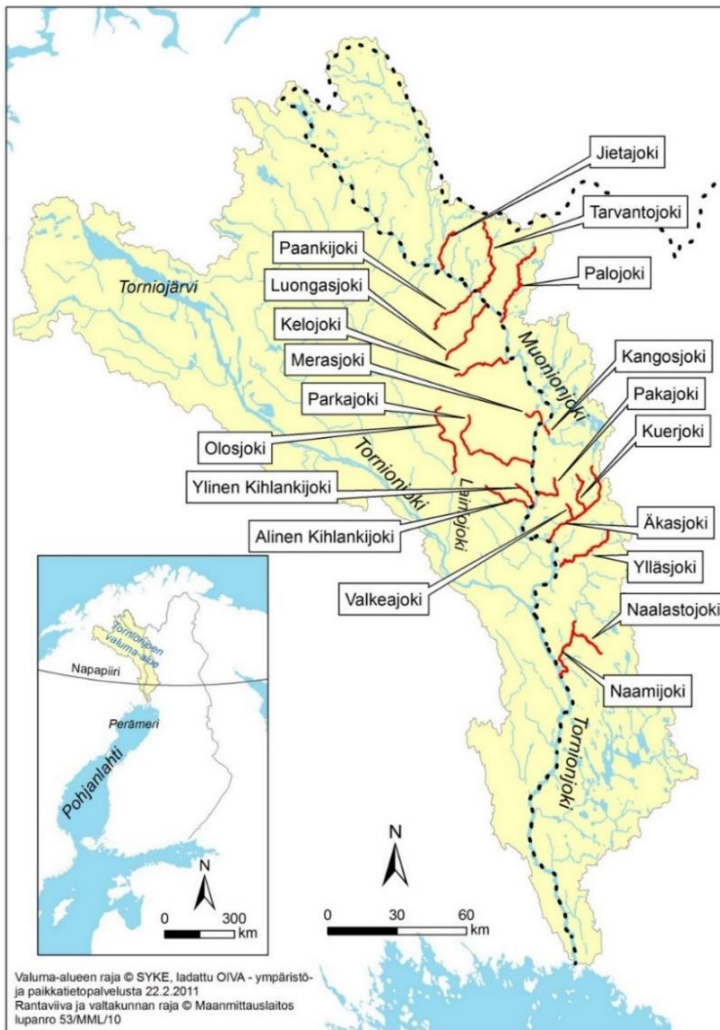 Jietajoki
Tarvantojoki
Paankijoki
Palojoki
Luongasjoki
Torniojärvi
Kelojoki
Muonionjoki
Merasjoki
Kangosjoki
Parkajoki
Pakajoki
Olosjoki
Kuerjoki
Tornionjoki
Lainiojoki
Ylinen Kihlankijoki
Äkasjoki
Alinen Kihlankijoki
Ylläsjoki
Valkeajoki
Naalastojoki
Naamijoki
Tornionjoki
Tornionjoen
valuma-alue
Napapiiri
Perämeri
Pohjanlahti
N
0 300
km
N
0 30 60
km
Valuma-alueen raja © SYKE, ladattu OIVA - ympäristö-
ja paikkatietopalvelusta 22.2.2011
Rantaviiva ja valtakunnan raja © Maanmittauslaitos
lupanro 53/MML/10